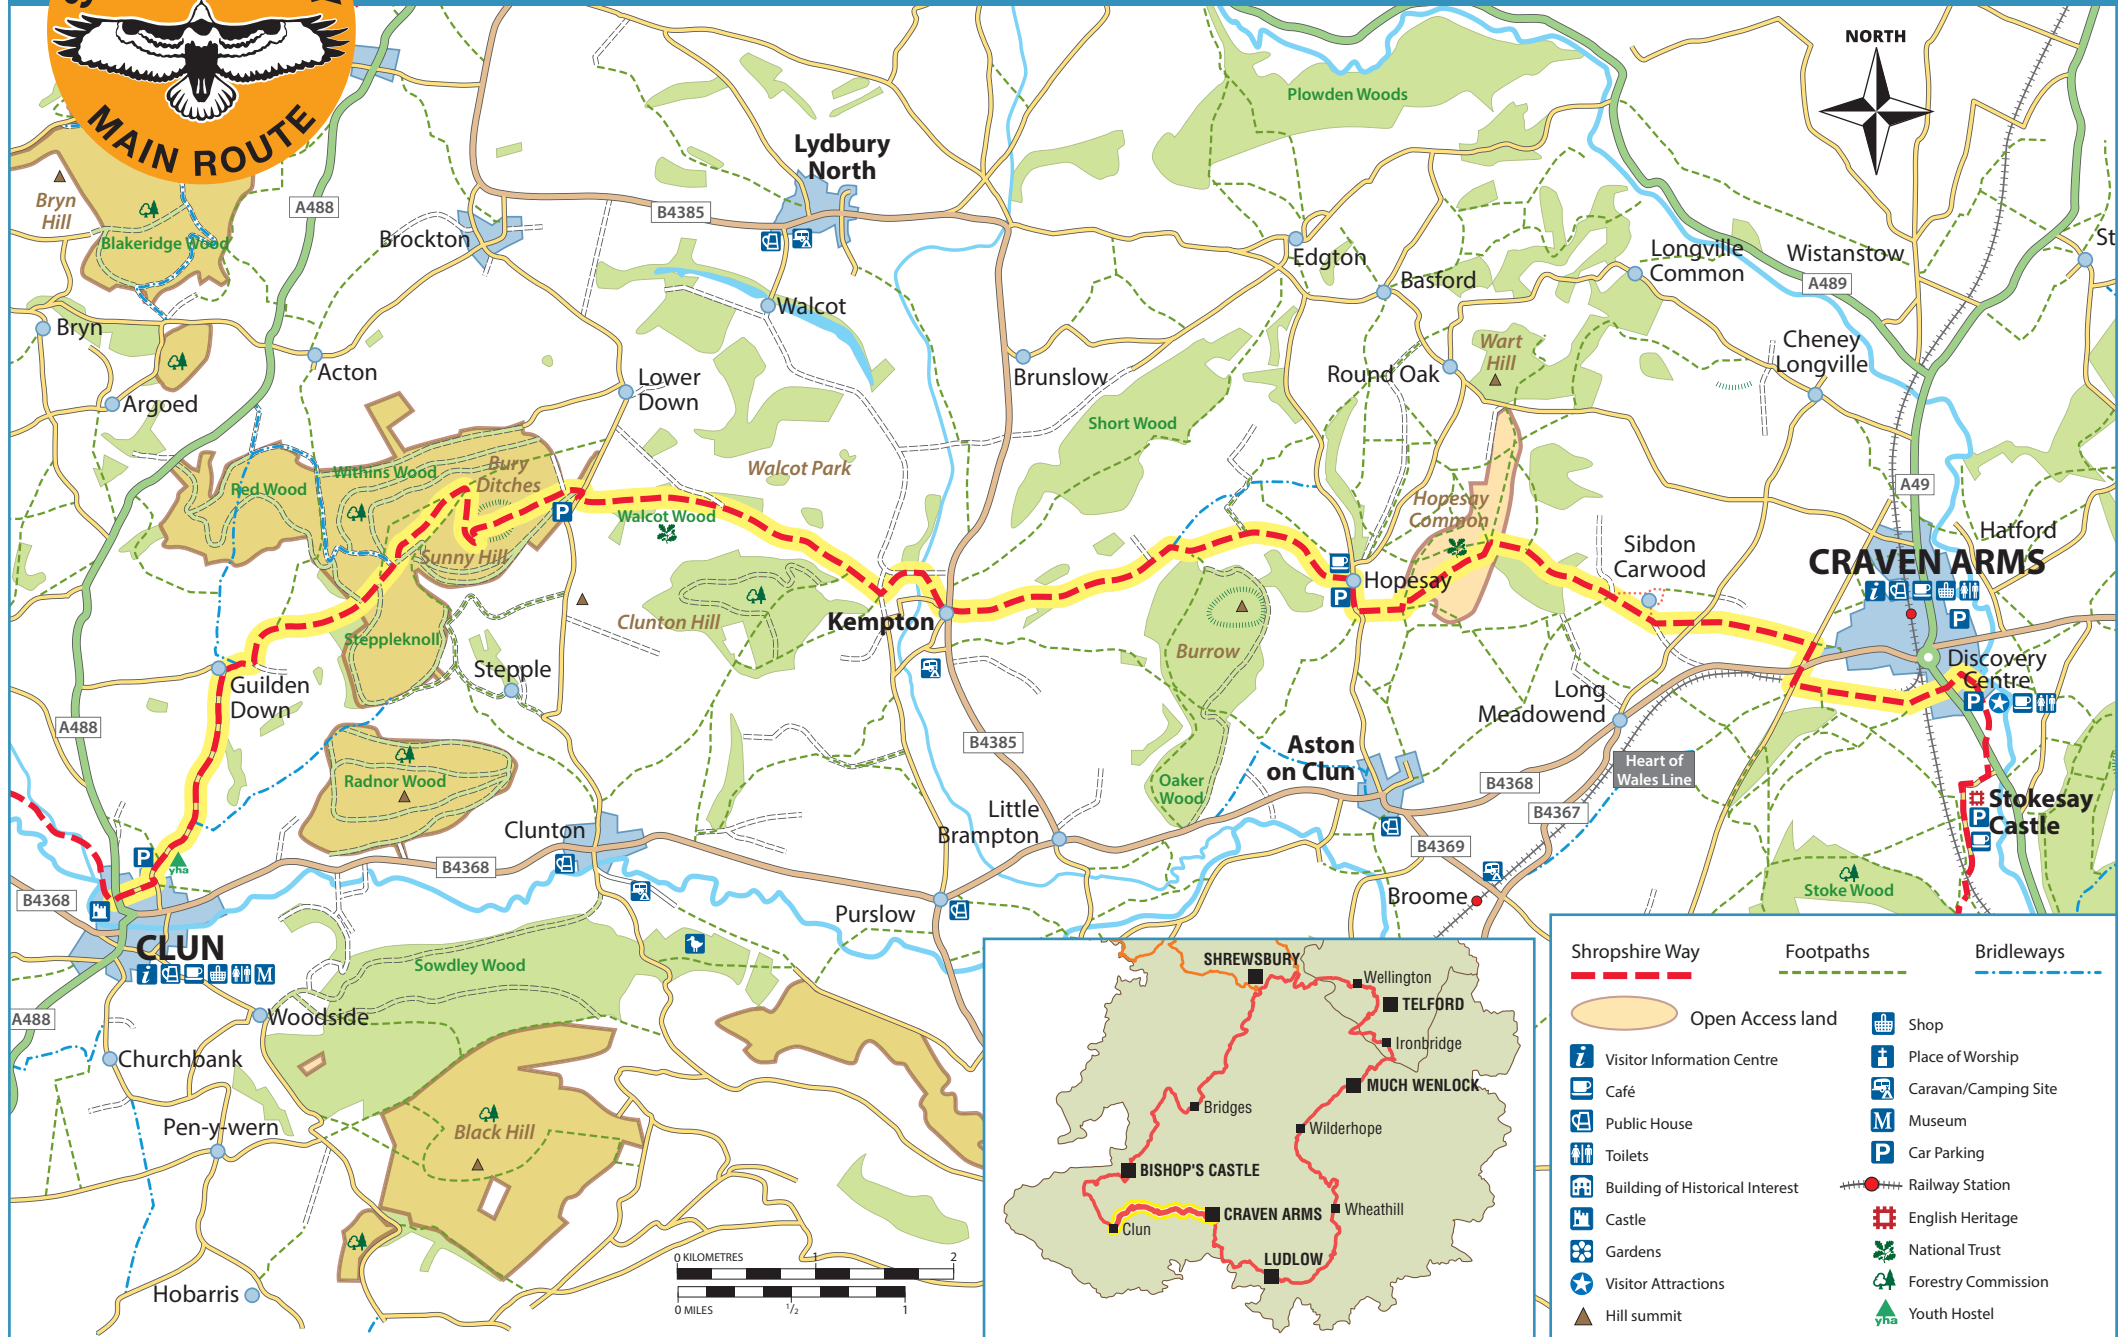 MAIN ROUTE
NORTH
Plowden Woods
Lydbury
North
Bryn
Hill
A488
B4385
Blakeridge Wood
Brockton
Edgton
Longville
Common
Wistanstow
Basford
A489
Walcot
Bryn
Acton
Lower
Down
Brunslow
Round Oak
Wart
Hill
Cheney
Longville
Argoed
Short Wood
Walcot Park
Withins Wood
Bury
Ditches
Red Wood
A49
Hopesay
Common
Walcot Wood
Hatford
Sunny Hill
Sibdon
Carwood
CRAVEN ARMS
Hopesay
Clunton Hill
Kempton
Steppleknoll
Burrow
Stepple
Discovery
Centre
Guilden
Down
Long
Meadowend
A488
B4385
Aston
on Clun
Heart of
Wales Line
Radnor Wood
Oaker
Wood
B4368
B4367
Stokesay
Castle
Little
Brampton
Clunton
B4369
yha
B4368
B4368
Broome
Stoke Wood
Purslow
CLUN
Sowdley Wood
A488
Woodside
Churchbank
Pen-y-wern
Black Hill
Hobarris
0 KILOMETRES 1 2
0 MILES 1/2 1
SHREWSBURY
Wellington
TELFORD
Ironbridge
MUCH WENLOCK
Bridges
Wilderhope
BISHOP'S CASTLE
Wheathill
CRAVEN ARMS
Clun
LUDLOW
Shropshire Way
Footpaths
Bridleways
Open Access land
Visitor Information Centre
Café
Public House
Toilets
Building of Historical Interest
Castle
Gardens
Visitor Attractions
Hill summit
Shop
Place of Worship
Caravan/Camping Site
Museum
Car Parking
Railway Station
English Heritage
National Trust
Forestry Commission
yha Youth Hostel